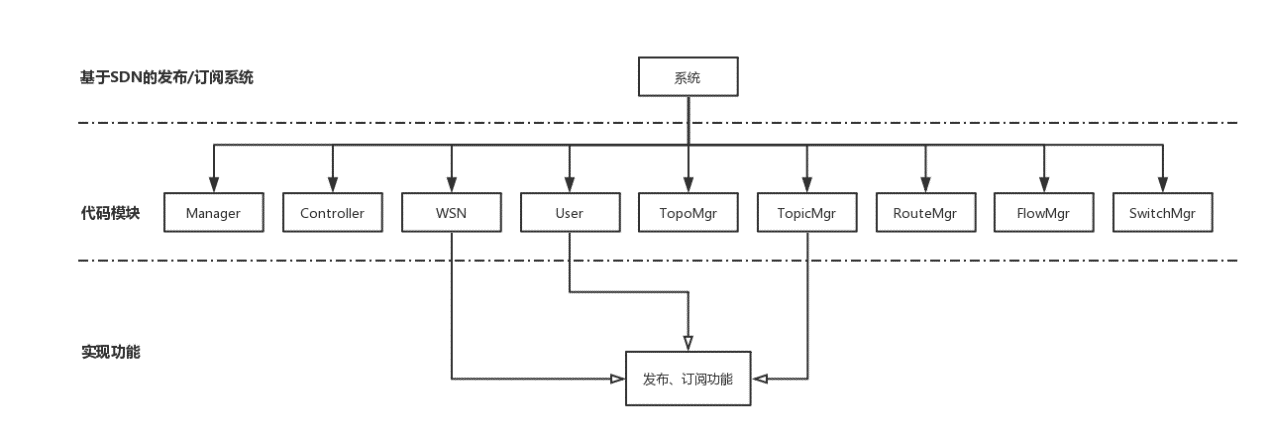 基于SDN的发布/订阅系统
系统
代码模块
Manager
Controller
WSN
User
TopoMgr
TopicMgr
RouteMgr
FlowMgr
SwitchMgr
实现功能
发布、订阅功能